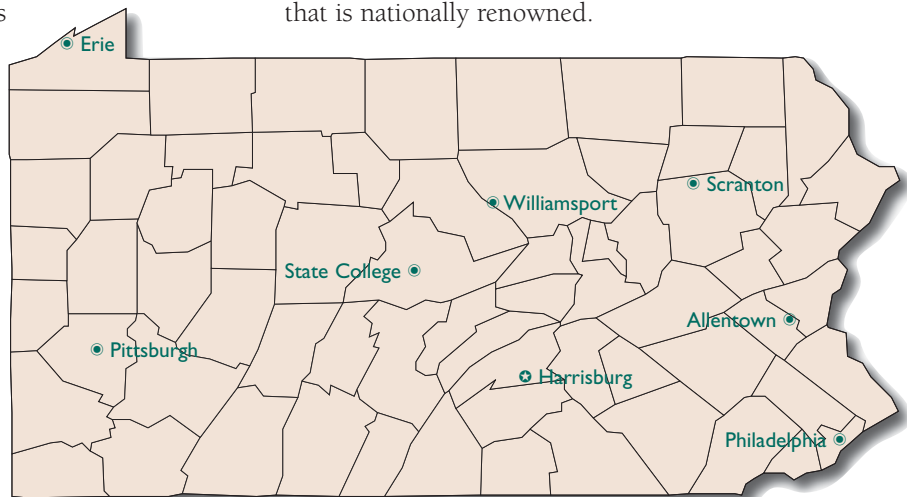 s
that is nationally renowned.
Erie
Scranton
Williamsport
State College
Allentown
Pittsburgh
Harrisburg
Philadelphia